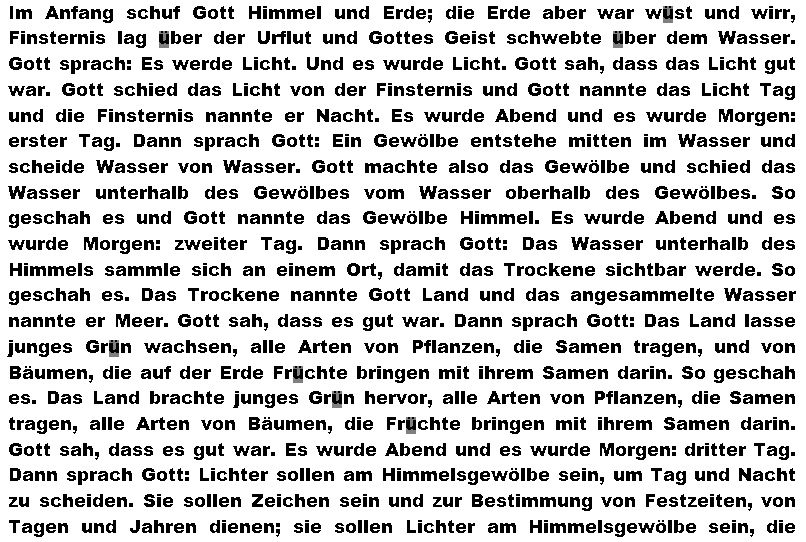 Im Anfang schuf Gott Himmel und Erde; die Erde aber war wüst und wirr,
Finsternis lag über der Urflut und Gottes Geist schwebte über dem Wasser.
Gott sprach: Es werde Licht. Und es wurde Licht. Gott sah, dass das Licht gut
war. Gott schied das Licht von der Finsternis und Gott nannte das Licht Tag
und die Finsternis nannte er Nacht. Es wurde Abend und es wurde Morgen:
erster Tag. Dann sprach Gott: Ein Gewölbe entstehe mitten im Wasser und
scheide Wasser von Wasser. Gott machte also das Gewölbe und schied das
Wasser unterhalb des Gewölbes vom Wasser oberhalb des Gewölbes. So
geschah es und Gott nannte das Gewölbe Himmel. Es wurde Abend und es
wurde Morgen: zweiter Tag. Dann sprach Gott: Das Wasser unterhalb des
Himmels sammle sich an einem Ort, damit das Trockene sichtbar werde. So
geschah es. Das Trockene nannte Gott Land und das angesammelte Wasser
nannte er Meer. Gott sah, dass es gut war. Dann sprach Gott: Das Land lasse
junges Grün wachsen, alle Arten von Pflanzen, die Samen tragen, und von
Bäumen, die auf der Erde Früchte bringen mit ihrem Samen darin. So geschah
es. Das Land brachte junges Grün hervor, alle Arten von Pflanzen, die Samen
tragen, alle Arten von Bäumen, die Früchte bringen mit ihrem Samen darin.
Gott sah, dass es gut war. Es wurde Abend und es wurde Morgen: dritter Tag.
Dann sprach Gott: Lichter sollen am Himmelsgewölbe sein, um Tag und Nacht
zu scheiden. Sie sollen Zeichen sein und zur Bestimmung von Festzeiten, von
Tagen und Jahren dienen; sie sollen Lichter am Himmelsgewölbe sein, die